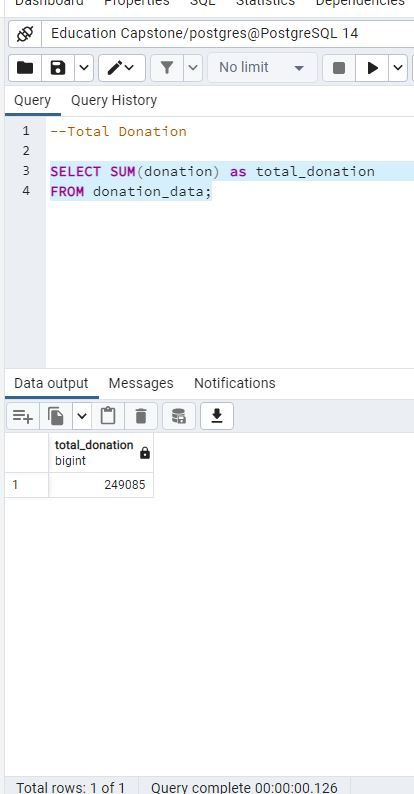 Dashboard Properties SQL Statistics Dependencies
Education Capstone/postgres@PostgreSQL 14
No limit
Query Query History
1 --Total Donation
2
3 SELECT SUM(donation) as total_donation
4 FROM donation_data;
Data output Messages Notifications
total_donation
bigint
1 249085
Total rows: 1 of 1 Query complete 00:00:00.126